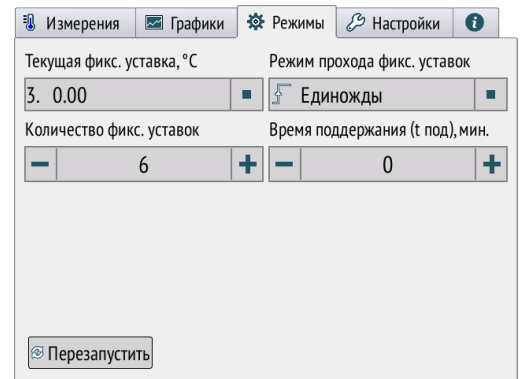 Измерения Графики Режимы Настройки
Текущая фикс. уставка, °C Режим прохода фикс. уставок
3. 0.00 Единожды
Количество фикс. уставок Время поддержания (t под), мин.
− 6 + − 0 +
Перезапустить